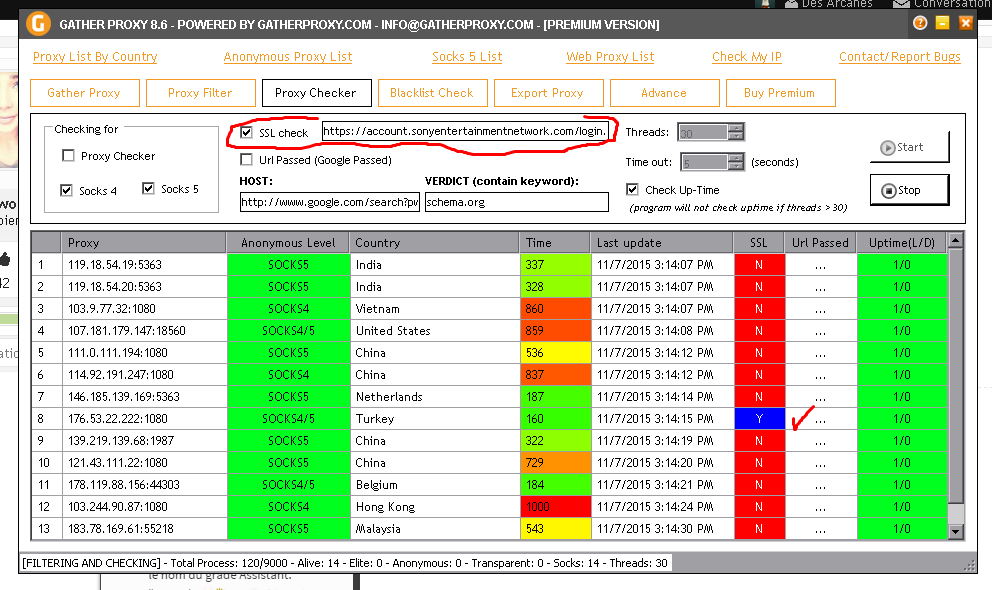 Des Arcanes
Conversation
G GATHER PROXY 8.6 - POWERED BY GATHERPROXY.COM - INFO@GATHERPROXY.COM - [PREMIUM VERSION]
Proxy List By Country Anonymous Proxy List Socks 5 List Web Proxy List Check My IP Contact/Report Bugs
Gather Proxy Proxy Filter Proxy Checker Blacklist Check Export Proxy Advance Buy Premium
Checking for
Proxy Checker
Socks 4 Socks 5
SSL check https://account.sonyentertainmentnetwork.com/login.
Url Passed (Google Passed)
HOST: VERDICT (contain keyword):
http://www.google.com/search?pw schema.org
Threads: 30
Time out: 5 (seconds)
Check Up-Time
(program will not check uptime if threads > 30)
Start
Stop
Proxy Anonymous Level Country Time Last update SSL Url Passed Uptime(L/D)
1 119.18.54.19:5363 SOCKS5 India 337 11/7/2015 3:14:07 PM N ... 1/0
2 119.18.54.20:5363 SOCKS5 India 328 11/7/2015 3:14:07 PM N ... 1/0
3 103.9.77.32:1080 SOCKS4 Vietnam 860 11/7/2015 3:14:07 PM N ... 1/0
4 107.181.179.147:18560 SOCKS4/5 United States 859 11/7/2015 3:14:08 PM N ... 1/0
5 111.0.111.194:1080 SOCKS5 China 536 11/7/2015 3:14:12 PM N ... 1/0
6 114.92.191.247:1080 SOCKS4 China 837 11/7/2015 3:14:12 PM N ... 1/0
7 146.185.139.169:5363 SOCKS5 Netherlands 187 11/7/2015 3:14:14 PM N ... 1/0
8 176.53.22.222:1080 SOCKS4/5 Turkey 160 11/7/2015 3:14:15 PM Y ... 1/0
9 139.219.139.68:1987 SOCKS5 China 322 11/7/2015 3:14:19 PM N ... 1/0
10 121.43.111.22:1080 SOCKS5 China 729 11/7/2015 3:14:20 PM N ... 1/0
11 178.119.88.156:44303 SOCKS4/5 Belgium 184 11/7/2015 3:14:21 PM N ... 1/0
12 103.244.90.87:1080 SOCKS4 Hong Kong 1000 11/7/2015 3:14:24 PM N ... 1/0
13 183.78.169.61:55218 SOCKS5 Malaysia 543 11/7/2015 3:14:30 PM N ... 1/0
[FILTERING AND CHECKING] - Total Process: 120/9000 - Alive: 14 - Elite: 0 - Anonymous: 0 - Transparent: 0 - Socks: 14 - Threads: 30
le nom du grade Assistant.